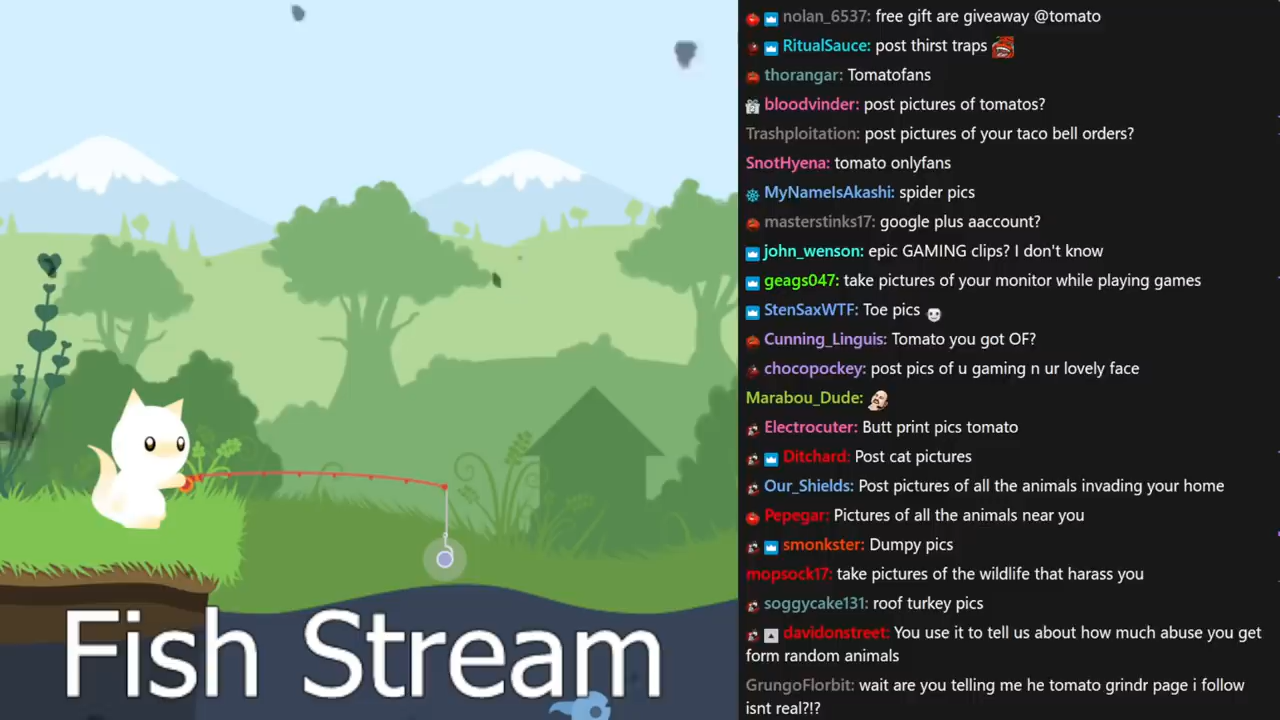 nolan_6537: free gift are giveaway @tomato
RitualSauce: post thirst traps
thorangar: Tomatofans
bloodvinder: post pictures of tomatos?
Trashploitation: post pictures of your taco bell orders?
SnotHyena: tomato onlyfans
MyNameIsAkashi: spider pics
masterstinks17: google plus aaccount?
john_wenson: epic GAMING clips? I don't know
geags047: take pictures of your monitor while playing games
StenSaxWTF: Toe pics
Cunning_Linguis: Tomato you got OF?
chocopockey: post pics of u gaming n ur lovely face
Marabou_Dude:
Electrocuter: Butt print pics tomato
Ditchard: Post cat pictures
Our_Shields: Post pictures of all the animals invading your home
Pepegar: Pictures of all the animals near you
smonkster: Dumpy pics
mopsock17: take pictures of the wildlife that harass you
soggycake131: roof turkey pics
davidonstreet: You use it to tell us about how much abuse you get
form random animals
GrungoFlorbit: wait are you telling me he tomato grindr page i follow
isnt real?!?
Fish Stream